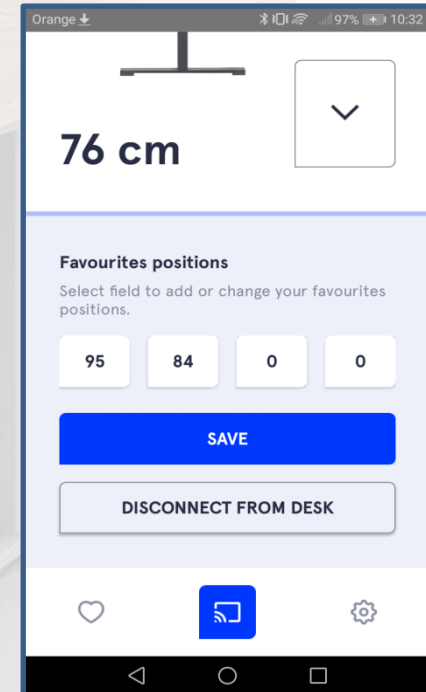 Orange 97% 10:32
76 cm
Favourites positions
Select field to add or change your favourites
positions.
95 84 0 0
SAVE
DISCONNECT FROM DESK